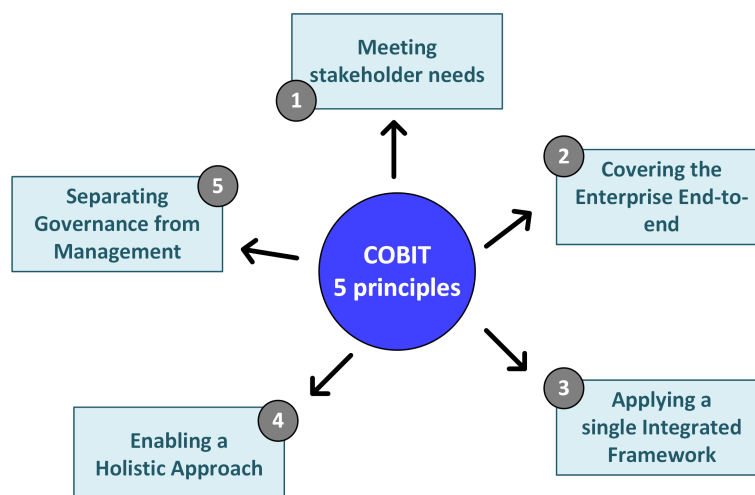 Meeting
stakeholder needs
1
2
Covering the
Enterprise End-to-
end
5
Separating
Governance from
Management
COBIT
5 principles
3
Applying a
single Integrated
Framework
4
Enabling a
Holistic Approach